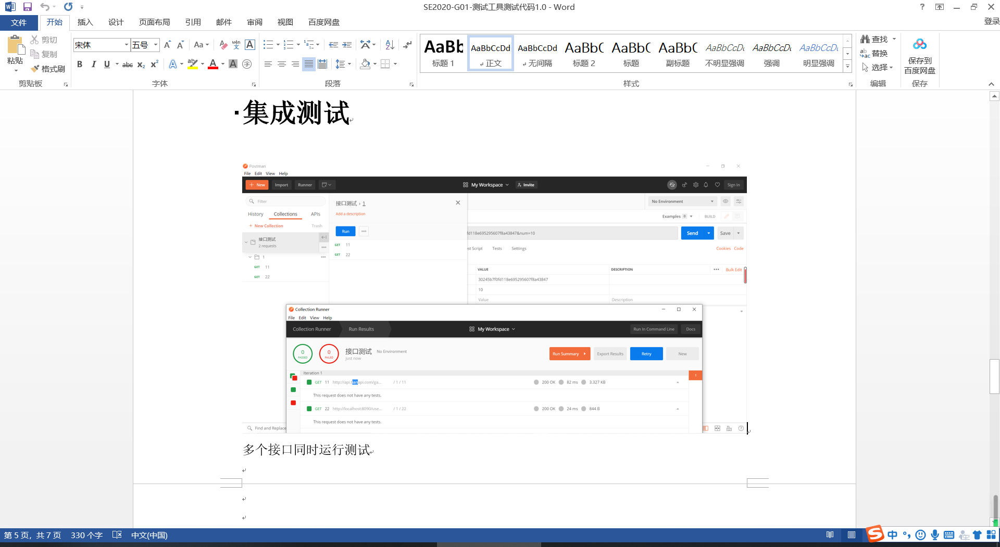 SE2020-G01-测试工具测试代码1.0 - Word
文件 开始 插入 设计 页面布局 引用 邮件 审阅 视图 百度网盘 登录
粘贴 剪切 复制 格式刷 剪贴板
宋体 五号 字体
段落
AaBb AaBbCcDd AaBbCcDd AaBbC AaBbC AaBbC AaBbCcDd AaBbCcDd AaBbCcDd
标题 1 正文 无间隔 标题 2 标题 副标题 不明显强调 强调 明显强调
样式
查找 替换 选择 编辑
保存到 百度网盘 保存
集成测试
Postman
File Edit View Help
New Import Runner My Workspace Invite Sign In
Filter 接口测试 › 1 No Environment
History Collections APIs Add a description Examples 0 BUILD
New Collection Trash
Run fd118e695295607f8a43847&num=10 Send Save
接口测试
2 requests
GET 11 st Script Tests Settings Cookies Code
GET 22
1
GET 11
GET 22
VALUE DESCRIPTION Bulk Edit
30245b7f0fd118e695295607f8a43847
10
Value Description
Collection Runner
File Edit View Help
Collection Runner Run Results My Workspace Run In Command Line Docs
0 PASSED 0 FAILED 接口测试 No Environment
just now
Run Summary Export Results Retry New
Iteration 1 1
GET 11 http://api.tianapi.com/ga... / 1 / 11 200 OK 82 ms 3.327 KB
This request does not have any tests.
GET 22 http://localhost:8090/use... / 1 / 22 200 OK 24 ms 844 B
This request does not have any tests.
Find and Replace
多个接口同时运行测试
第 5 页，共 7 页 330 个字 中文(中国) 中